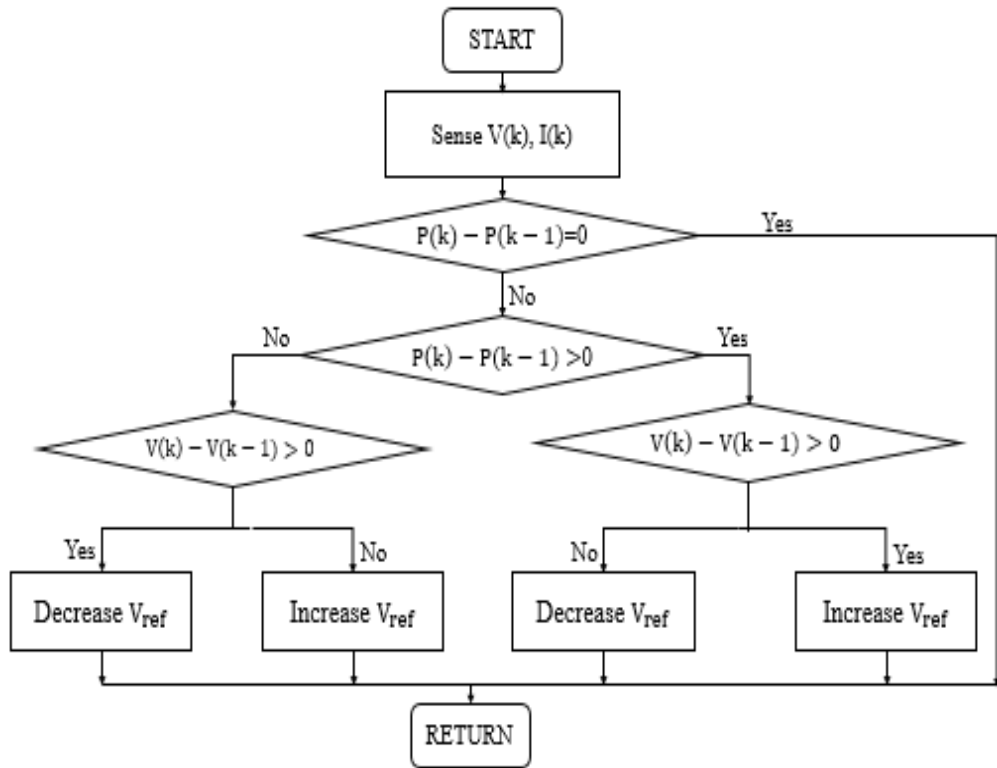 START
Sense V(k), I(k)
P(k) − P(k − 1)=0
Yes
No
No
P(k) − P(k − 1) >0
Yes
V(k) − V(k − 1) > 0
V(k) − V(k − 1) > 0
Yes
No
No
Yes
Decrease Vref
Increase Vref
Decrease Vref
Increase Vref
RETURN